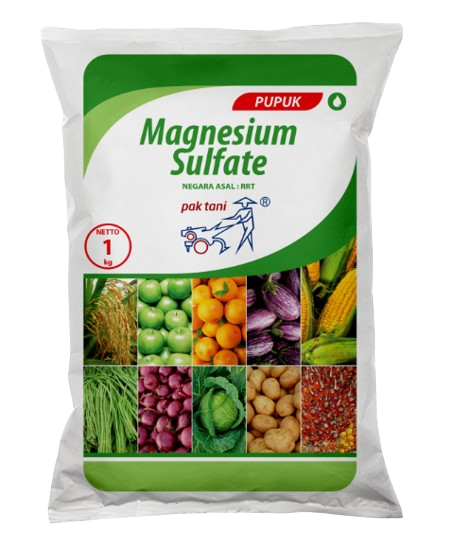 PUPUK
Magnesium
Sulfate
NEGARA ASAL : RRT
pak tani ®
NETTO
1
kg